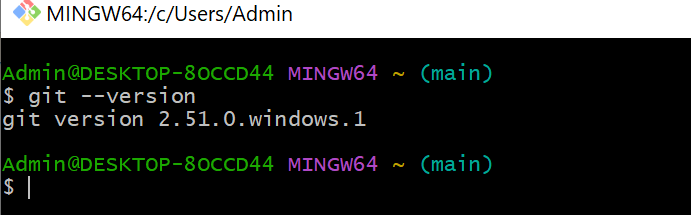 MINGW64:/c/Users/Admin
Admin@DESKTOP-8OCCD44 MINGW64 ~ (main)
$ git --version
git version 2.51.0.windows.1
Admin@DESKTOP-8OCCD44 MINGW64 ~ (main)
$